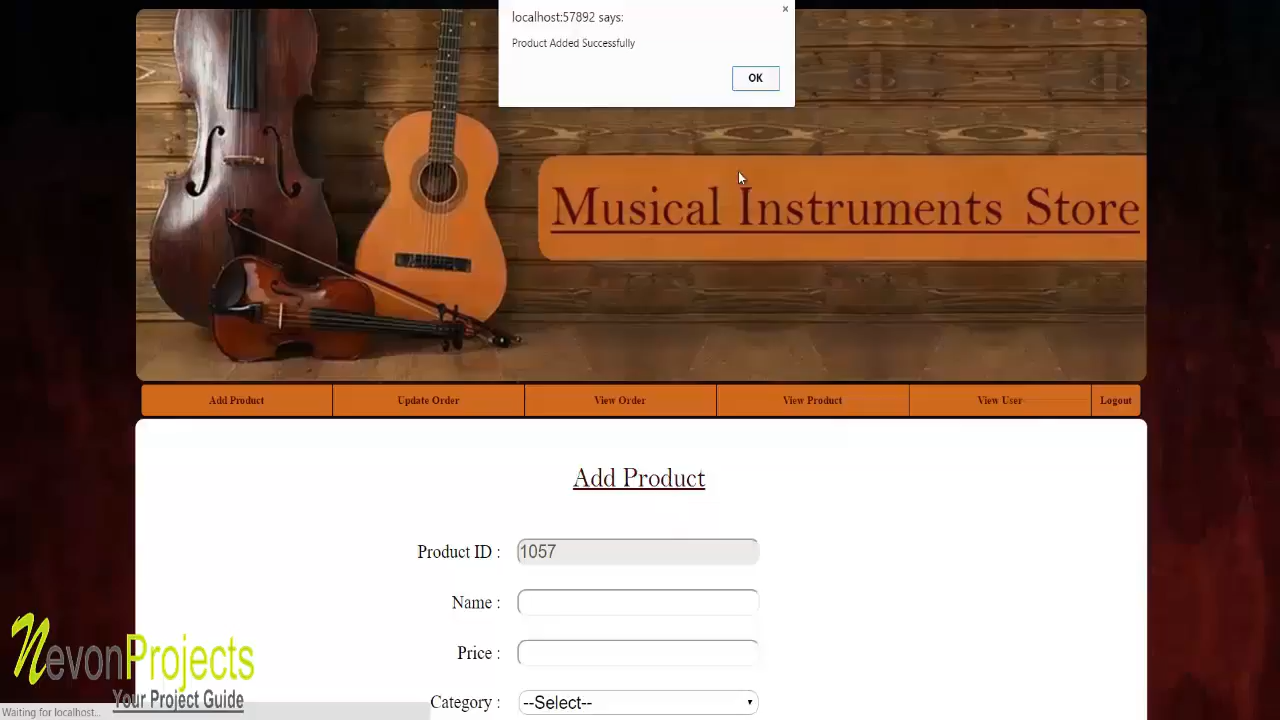 localhost:57892 says:
Product Added Successfully
OK
Musical Instruments Store
Add Product
Update Order
View Order
View Product
View User
Logout
Add Product
Product ID :
1057
Name :
Price :
Category :
--Select--
NevonProjects
Your Project Guide
Waiting for localhost...